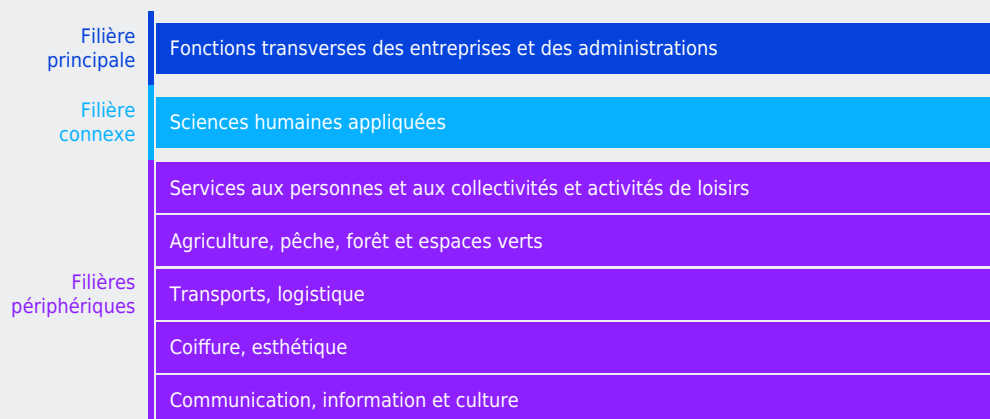 Filière
principale
Fonctions transverses des entreprises et des administrations
Filière
connexe
Sciences humaines appliquées
Filières
périphériques
Services aux personnes et aux collectivités et activités de loisirs
Agriculture, pêche, forêt et espaces verts
Transports, logistique
Coiffure, esthétique
Communication, information et culture